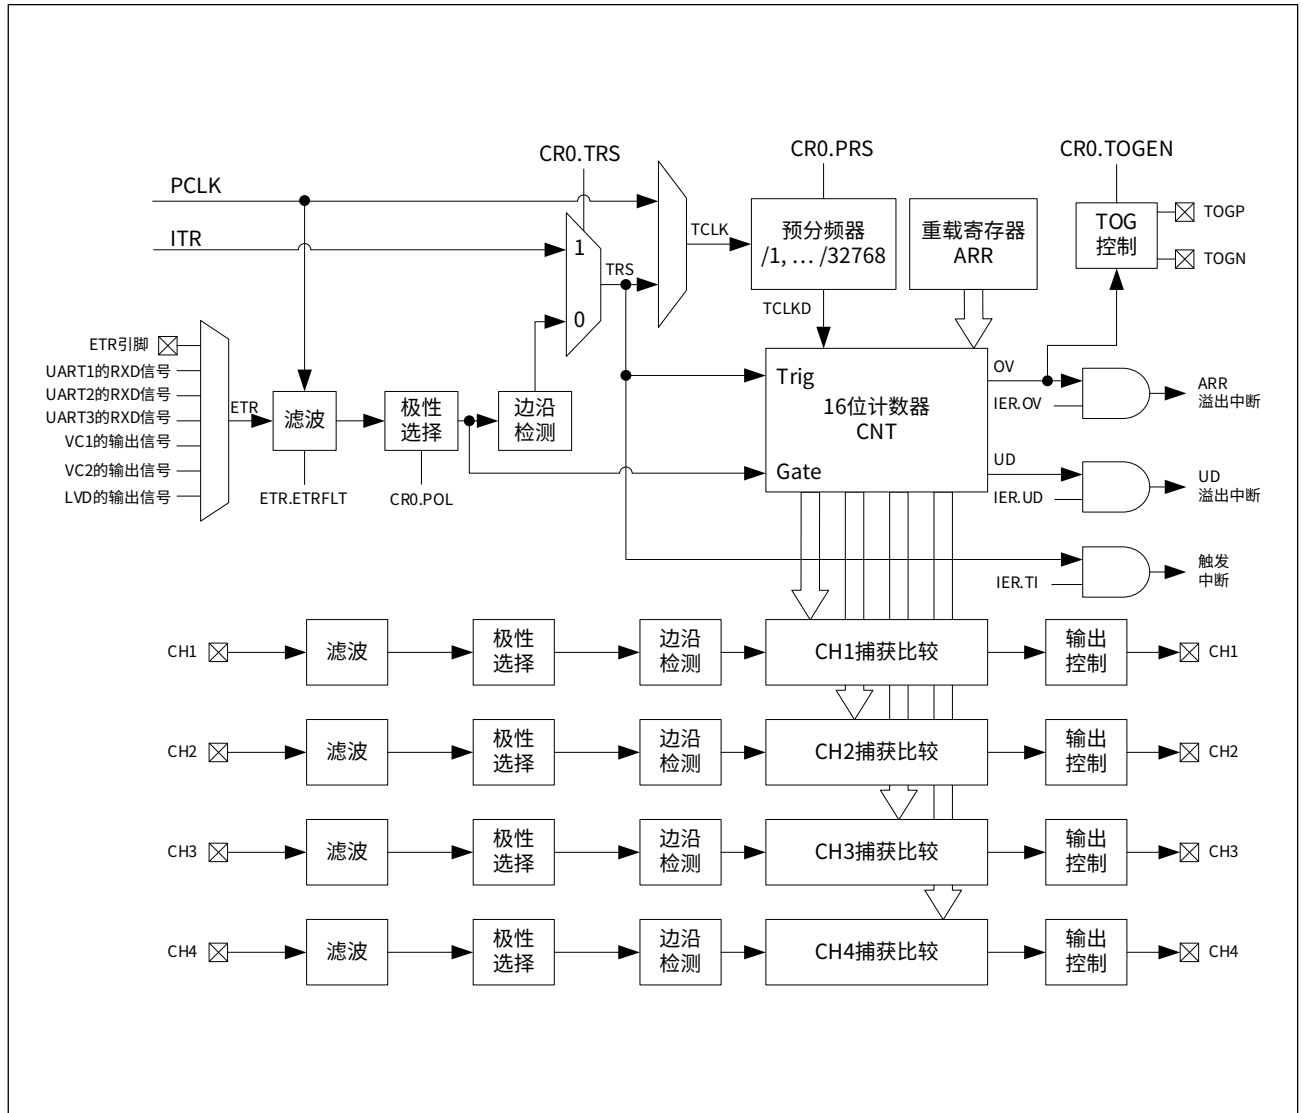 CR0.TRS
CR0.PRS
CR0.TOGEN
PCLK
ITR
1
0
TRS
TCLK
预分频器
/1, … /32768
TCLKD
重载寄存器
ARR
TOG
控制
TOGP
TOGN
ETR引脚
UART1的RXD信号
UART2的RXD信号
UART3的RXD信号
VC1的输出信号
VC2的输出信号
LVD的输出信号
ETR
滤波
ETR.ETRFLT
极性
选择
CR0.POL
边沿
检测
Trig
16位计数器
CNT
Gate
OV
IER.OV
ARR
溢出中断
UD
IER.UD
UD
溢出中断
IER.TI
触发
中断
CH1
滤波
极性
选择
边沿
检测
CH1捕获比较
输出
控制
CH1
CH2
滤波
极性
选择
边沿
检测
CH2捕获比较
输出
控制
CH2
CH3
滤波
极性
选择
边沿
检测
CH3捕获比较
输出
控制
CH3
CH4
滤波
极性
选择
边沿
检测
CH4捕获比较
输出
控制
CH4